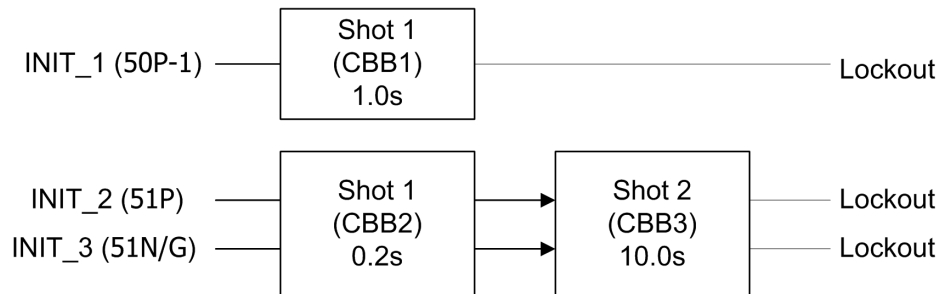 INIT_1 (50P-1)
Shot 1
(CBB1)
1.0s
Lockout
INIT_2 (51P)
INIT_3 (51N/G)
Shot 1
(CBB2)
0.2s
Shot 2
(CBB3)
10.0s
Lockout
Lockout